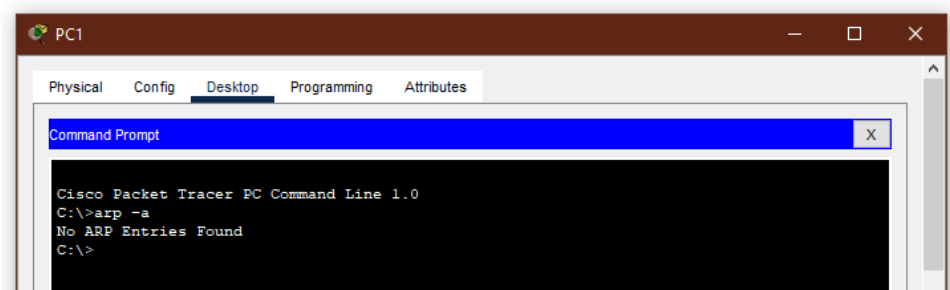 PC1
Physical Config Desktop Programming Attributes
Command Prompt
X
Cisco Packet Tracer PC Command Line 1.0
C:\>arp -a
No ARP Entries Found
C:\>